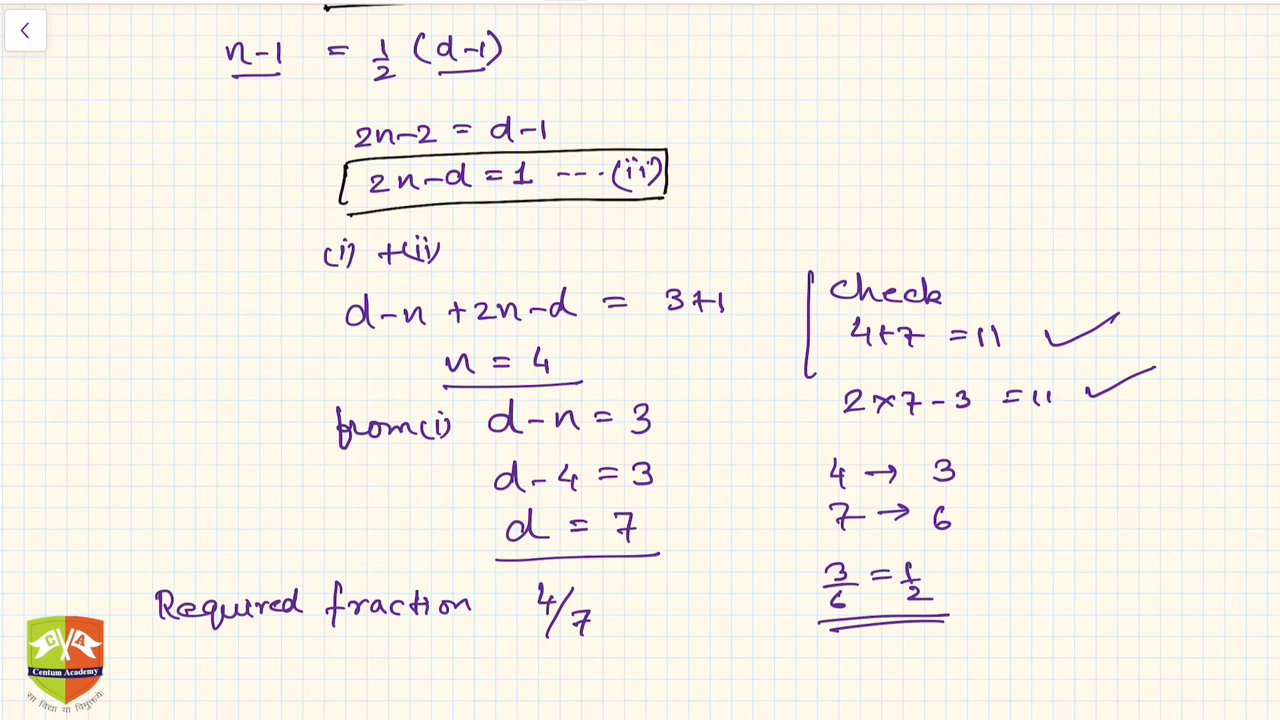 n-1 = 1/2 (d-1)
2n-2 = d-1
2n-d = 1 ---(ii)
(i) +(ii)
d-n +2n-d = 3+1
n = 4
from(i) d-n = 3
d-4 = 3
d = 7
Required fraction 4/7
Check
4+7 = 11 ✓
2×7-3 = 11 ✓
4 → 3
7 → 6
3/6 = 1/2
CA
Centum Academy
सा विद्या या विमुक्तये